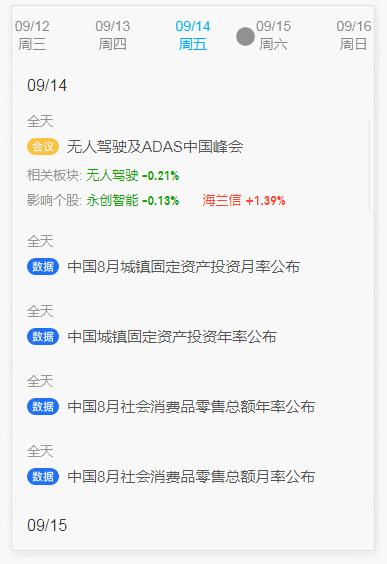 09/12 09/13 09/14 09/15 09/16
周三 周四 周五 周六 周日
09/14
全天
会议 无人驾驶及ADAS中国峰会
相关板块: 无人驾驶 -0.21%
影响个股: 永创智能 -0.13% 海兰信 +1.39%
全天
数据 中国8月城镇固定资产投资月率公布
全天
数据 中国城镇固定资产投资年率公布
全天
数据 中国8月社会消费品零售总额年率公布
全天
数据 中国8月社会消费品零售总额月率公布
09/15